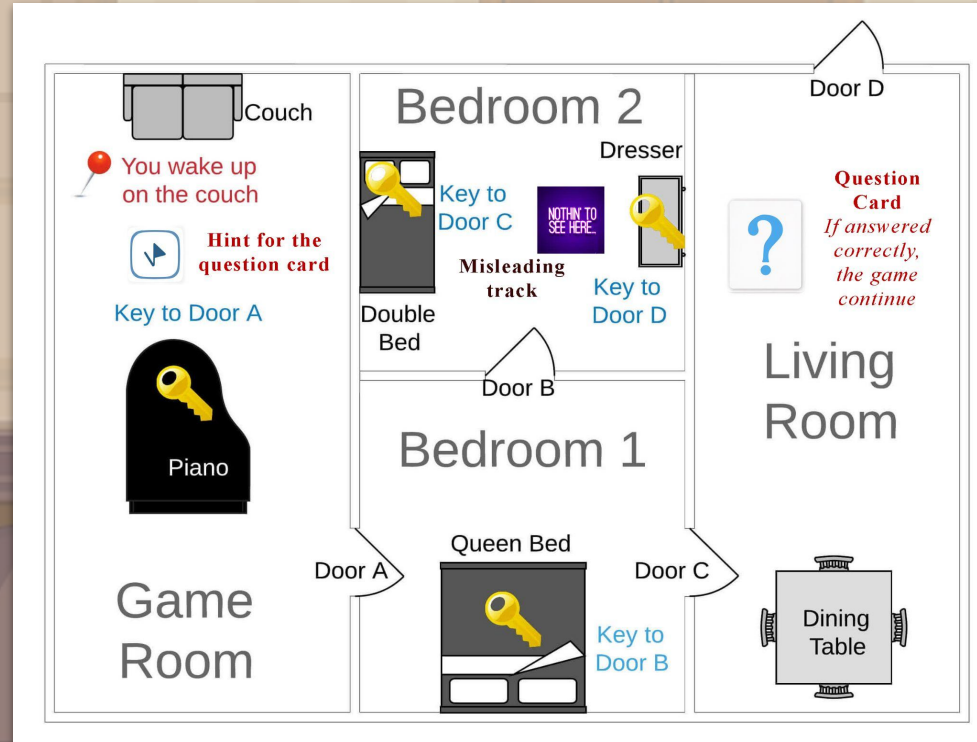 Door D
Couch
You wake up
on the couch
Hint for the
question card
Key to Door A
Piano
Game
Room
Door A
Bedroom 2
Dresser
Key to
Door C
NOTHIN' TO
SEE HERE..
Misleading
track
Key to
Door D
Double
Bed
Door B
Bedroom 1
Queen Bed
Key to
Door B
Door C
Question
Card
If answered
correctly,
the game
continue
?
Living
Room
Dining
Table